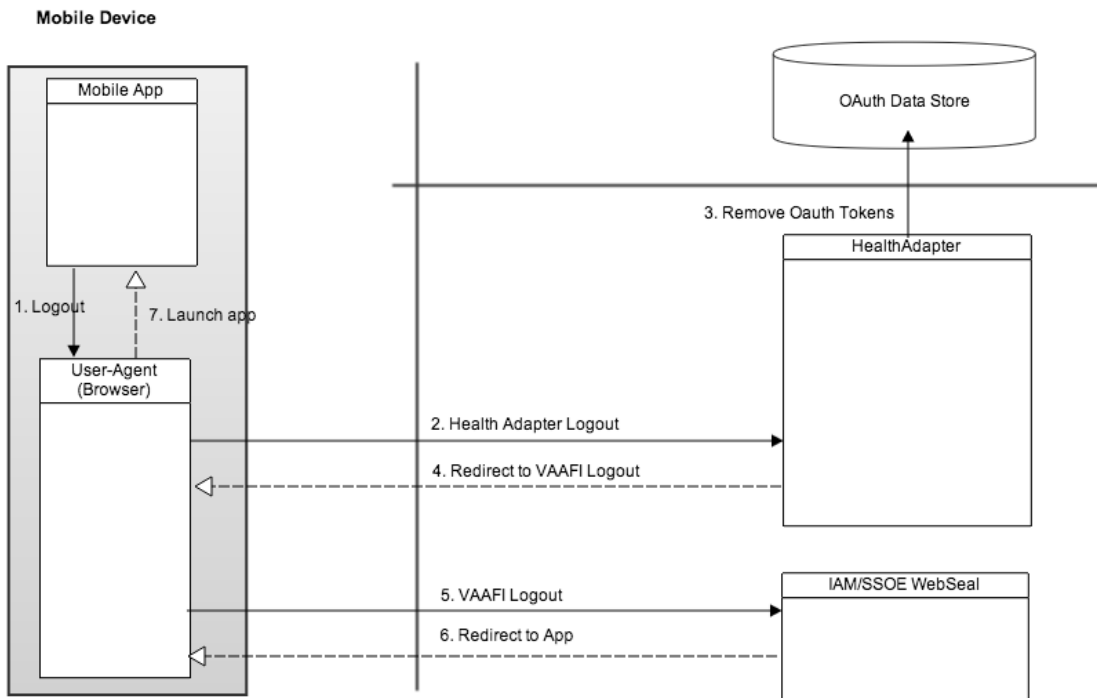 Mobile Device
Mobile App
OAuth Data Store
3. Remove Oauth Tokens
HealthAdapter
1. Logout
7. Launch app
User-Agent
(Browser)
2. Health Adapter Logout
4. Redirect to VAAFI Logout
IAM/SSOE WebSeal
5. VAAFI Logout
6. Redirect to App